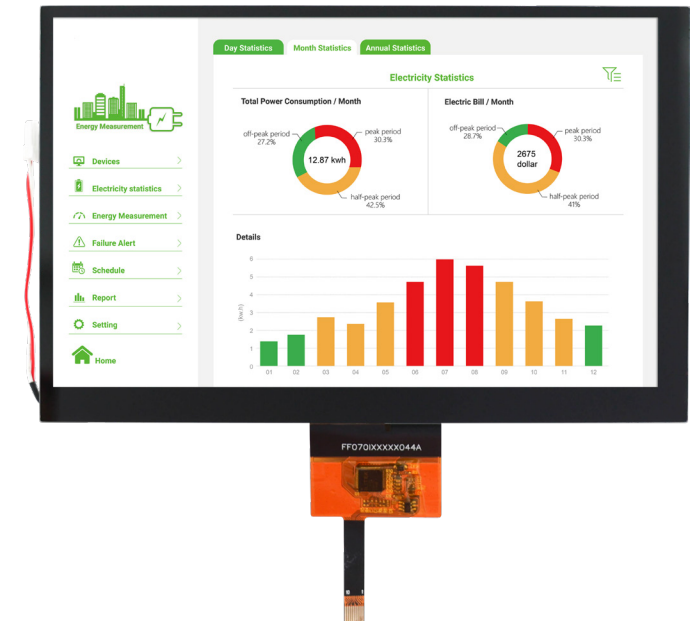 Day Statistics
Month Statistics
Annual Statistics
Electricity Statistics
Energy Measurement
Devices
Electricity statistics
Energy Measurement
Failure Alert
Schedule
Report
Setting
Home
Total Power Consumption / Month
off-peak period
27.2%
peak period
30.3%
12.87 kwh
half-peak period
42.5%
Electric Bill / Month
off-peak period
28.7%
peak period
30.3%
2675
dollar
half-peak period
41%
Details
(kw h)
6
5
4
3
2
1
0
01 02 03 04 05 06 07 08 09 10 11 12
FF070IXXXXX044A